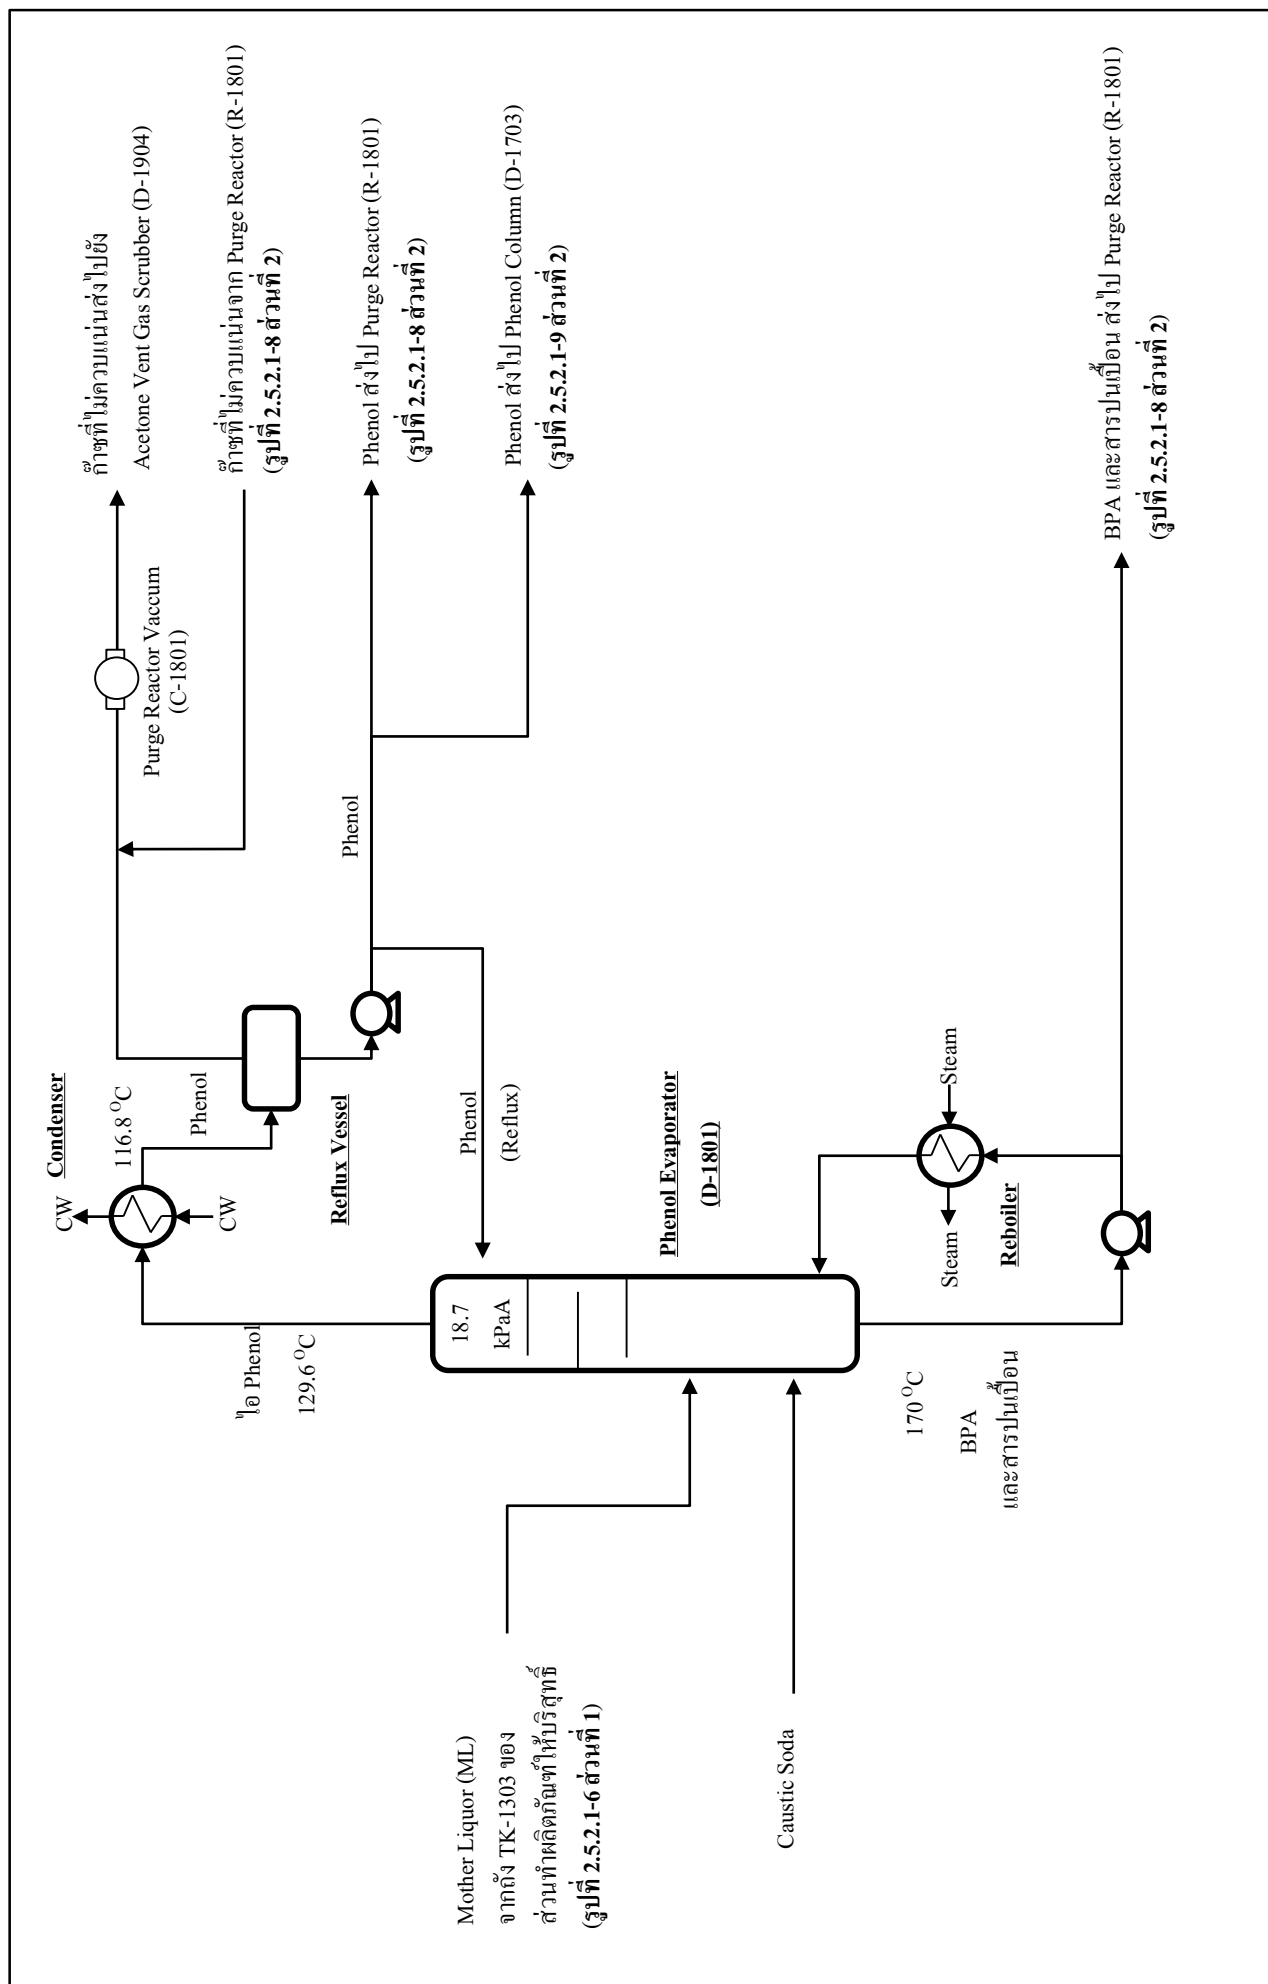 ก๊าซที่ไม่ควบแน่นส่งไปยัง
Acetone Vent Gas Scrubber (D-1904)
ก๊าซที่ไม่ควบแน่นจาก Purge Reactor (R-1801)
(รูปที่ 2.5.2.1-8 ส่วนที่ 2)
Phenol ส่งไป Purge Reactor (R-1801)
(รูปที่ 2.5.2.1-8 ส่วนที่ 2)
Phenol ส่งไป Phenol Column (D-1703)
(รูปที่ 2.5.2.1-9 ส่วนที่ 2)
BPA และสารปนเปื้อน ส่งไป Purge Reactor (R-1801)
(รูปที่ 2.5.2.1-8 ส่วนที่ 2)
Purge Reactor Vaccum
(C-1801)
Phenol
Condenser
CW
CW
116.8 °C
Phenol
Reflux Vessel
Phenol
(Reflux)
Phenol Evaporator
(D-1801)
Steam
Steam
Reboiler
ไอ Phenol
129.6 °C
18.7
kPaA
170 °C
BPA
และสารปนเปื้อน
Mother Liquor (ML)
จากถัง TK-1303 ของ
ส่วนทำผลิตภัณฑ์ให้บริสุทธิ์
(รูปที่ 2.5.2.1-6 ส่วนที่ 1)
Caustic Soda